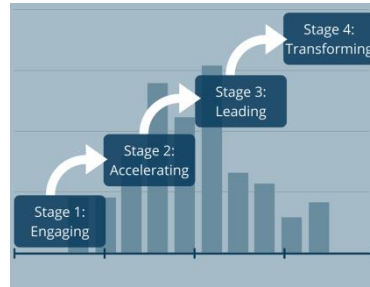 Stage 4:
Transforming
Stage 3:
Leading
Stage 2:
Accelerating
Stage 1:
Engaging